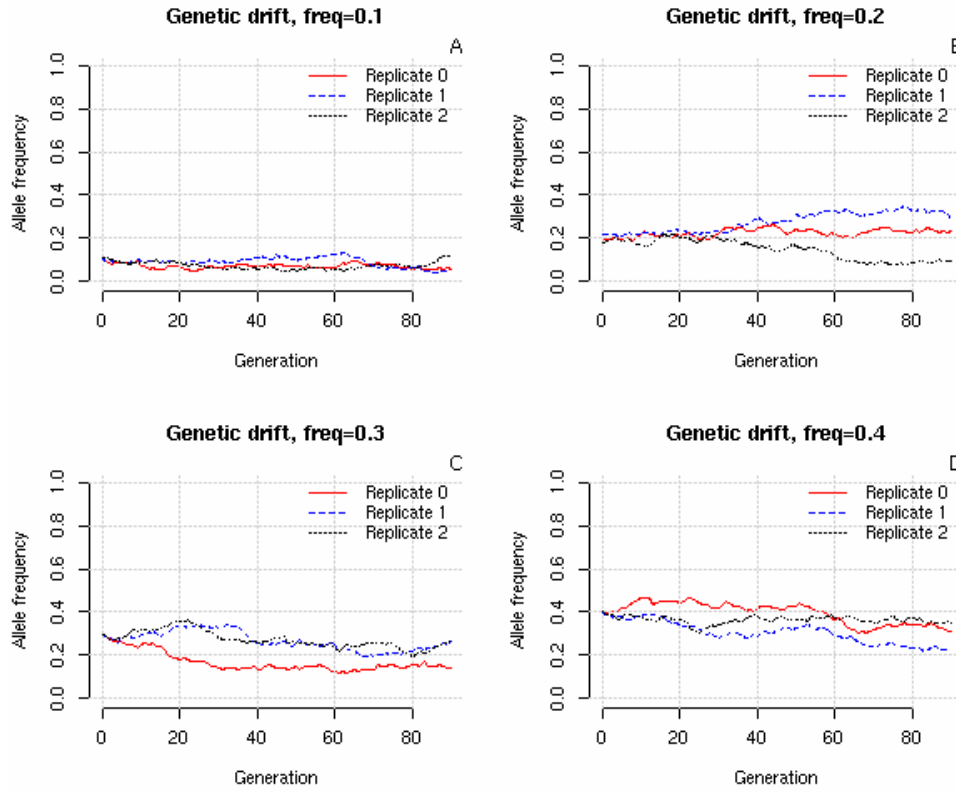 Genetic drift, freq=0.1
A
Allele frequency
0.0 0.2 0.4 0.6 0.8 1.0
Replicate 0
Replicate 1
Replicate 2
0 20 40 60 80
Generation
Genetic drift, freq=0.2
Allele frequency
0.0 0.2 0.4 0.6 0.8 1.0
Replicate 0
Replicate 1
Replicate 2
0 20 40 60 80
Generation
Genetic drift, freq=0.3
C
Allele frequency
0.0 0.2 0.4 0.6 0.8 1.0
Replicate 0
Replicate 1
Replicate 2
0 20 40 60 80
Generation
Genetic drift, freq=0.4
Allele frequency
0.0 0.2 0.4 0.6 0.8 1.0
Replicate 0
Replicate 1
Replicate 2
0 20 40 60 80
Generation